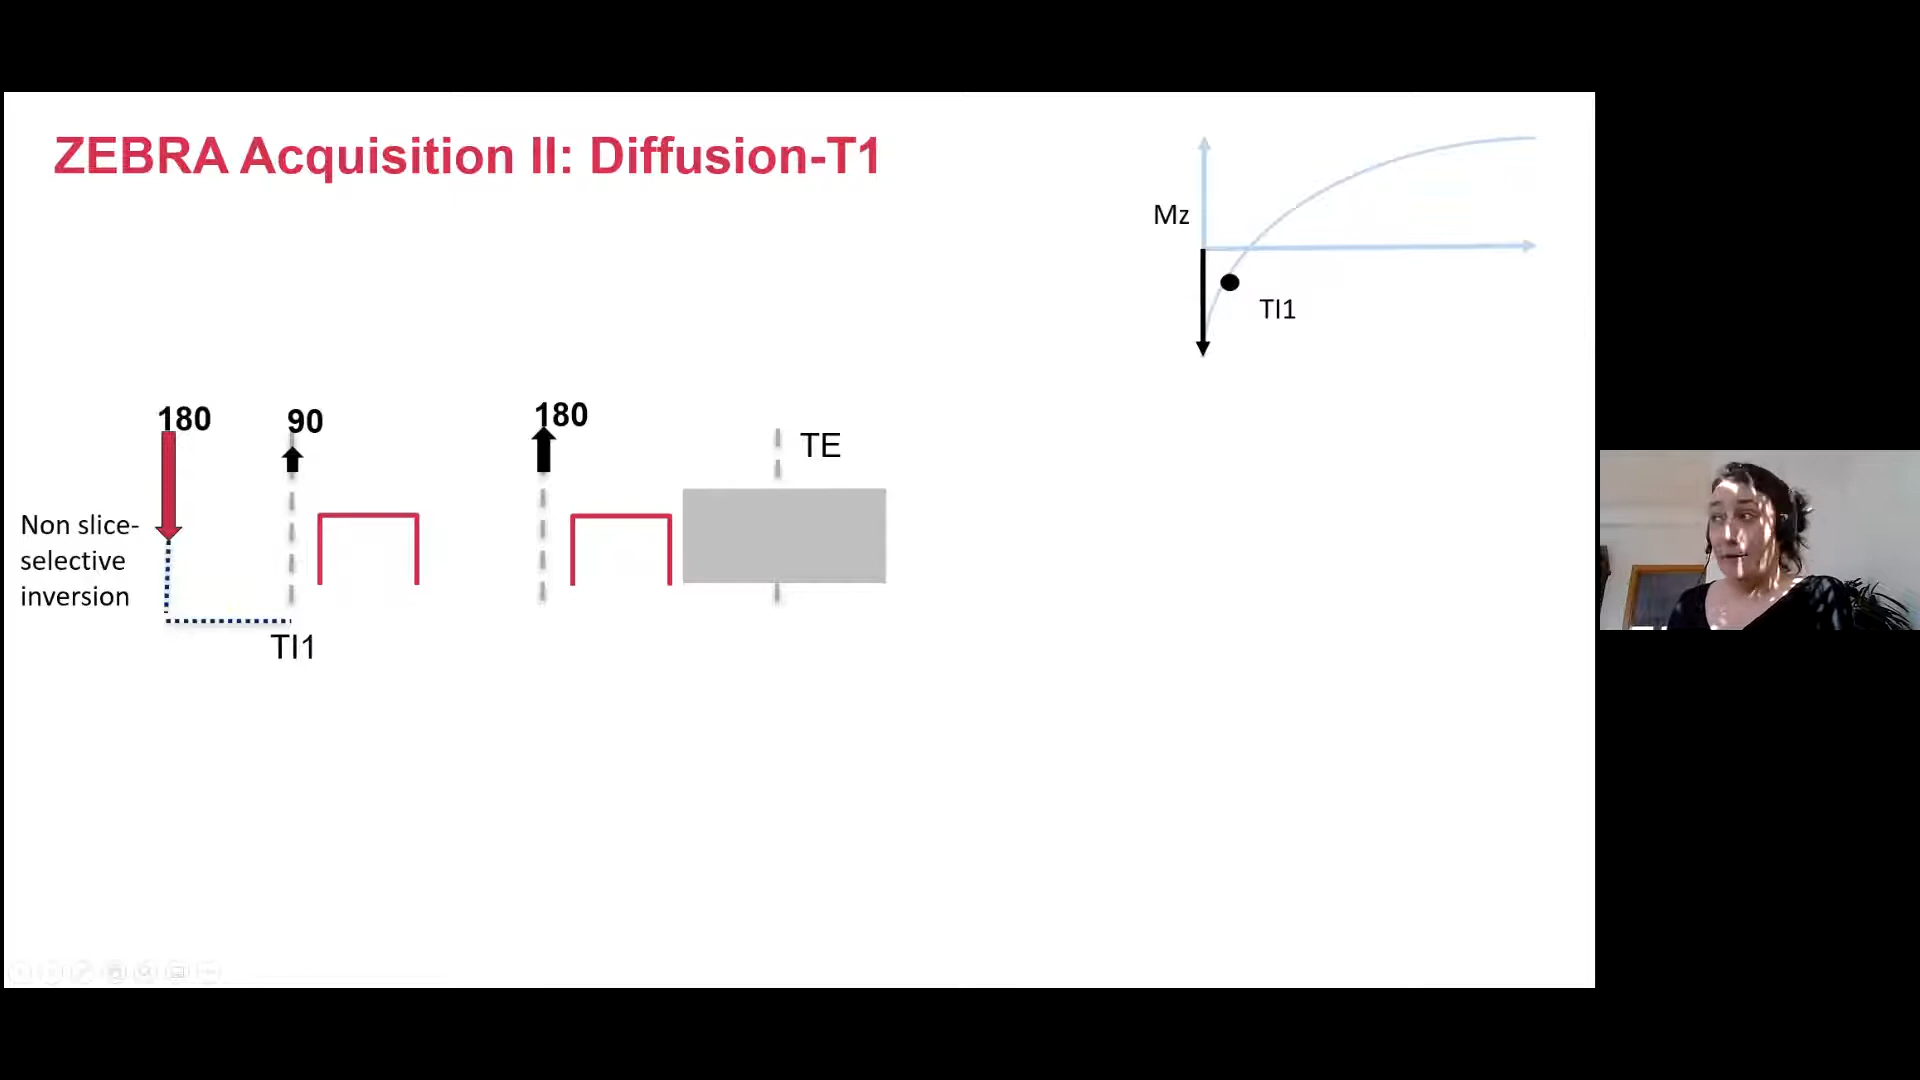 ZEBRA Acquisition II: Diffusion-T1
Mz
TI1
180
90
180
TE
Non slice-
selective
inversion
TI1